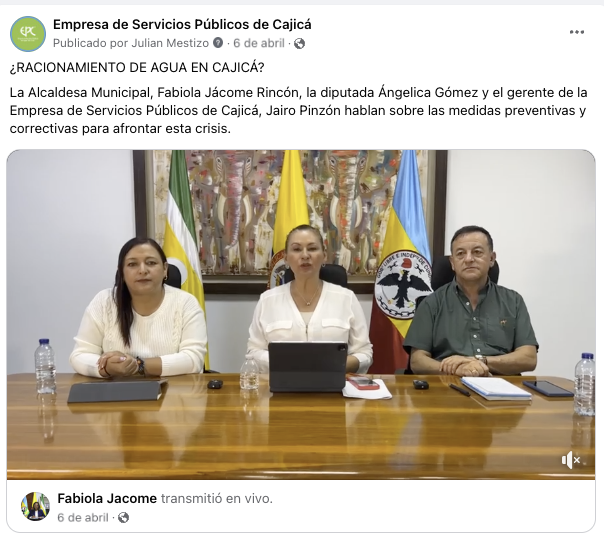 EPC
Empresa de Servicios Públicos de Cajicá
Publicado por Julian Mestizo · 6 de abril ·
¿RACIONAMIENTO DE AGUA EN CAJICÁ?
La Alcaldesa Municipal, Fabiola Jácome Rincón, la diputada Ángelica Gómez y el gerente de la
Empresa de Servicios Públicos de Cajicá, Jairo Pinzón hablan sobre las medidas preventivas y
correctivas para afrontar esta crisis.
Fabiola Jacome transmitió en vivo.
6 de abril ·